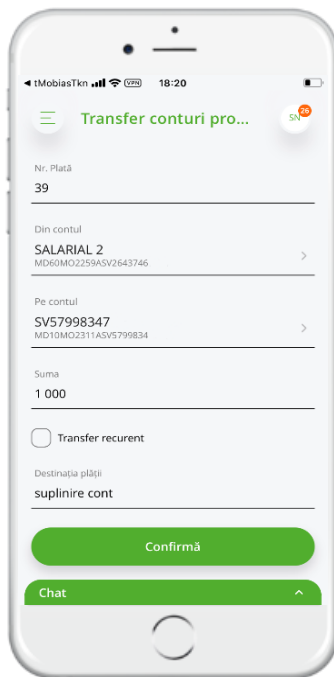 tMobiasTkn VPN 18:20
Transfer conturi pro...
SN
26
Nr. Plată
39
Din contul
SALARIAL 2
MD60MO2259ASV2643746
Pe contul
SV57998347
MD10MO2311ASV5799834
Suma
1 000
Transfer recurent
Destinația plății
suplinire cont
Confirmă
Chat